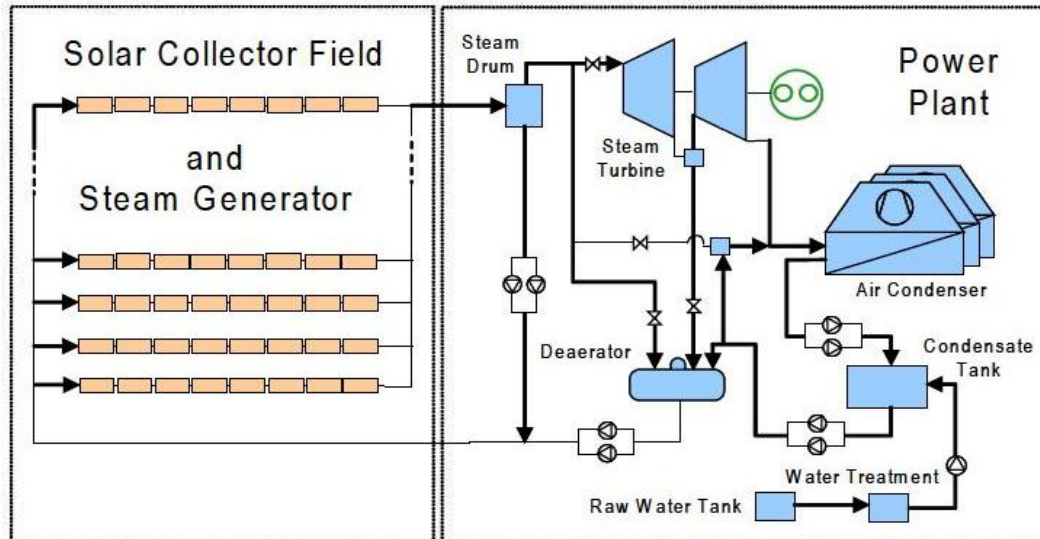 Solar Collector Field
and
Steam Generator
Steam
Drum
Power
Plant
Steam
Turbine
Air Condenser
Deaerator
Condensate
Tank
Water Treatment
Raw Water Tank